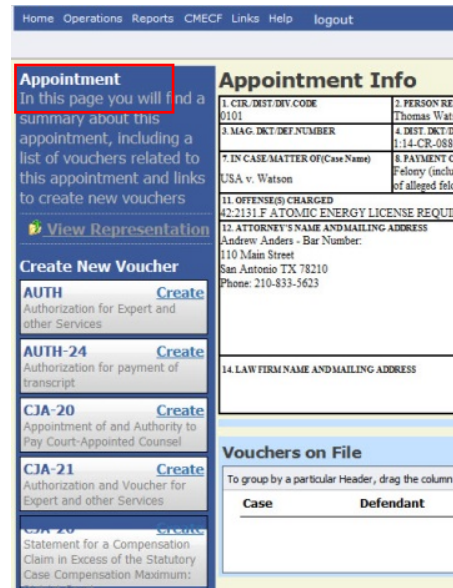 Home Operations Reports CMECF Links Help logout
Appointment
In this page you will find a
summary about this
appointment, including a
list of vouchers related to
this appointment and links
to create new vouchers
View Representation
Create New Voucher
AUTH Create
Authorization for Expert and
other Services
AUTH-24 Create
Authorization for payment of
transcript
CJA-20 Create
Appointment of and Authority to
Pay Court-Appointed Counsel
CJA-21 Create
Authorization and Voucher for
Expert and other Services
Create
Statement for a Compensation
Claim in Excess of the Statutory
Case Compensation Maximum:
Appointment Info
1. CIR./DIST/DIV.CODE
0101
2. PERSON RE
Thomas Wat
3. MAG. DKT/DEF.NUMBER
4. DIST. DKT/D
1:14-CR-088
7. IN CASE/MATTER OF(Case Name)
USA v. Watson
8. PAYMENT C
Felony (inclu
of alleged felo
11. OFFENSE(S) CHARGED
42:2131.F ATOMIC ENERGY LICENSE REQUI
12. ATTORNEY'S NAME AND MAILING ADDRESS
Andrew Anders - Bar Number:
110 Main Street
San Antonio TX 78210
Phone: 210-833-5623
14. LAW FIRM NAME AND MAILING ADDRESS
Vouchers on File
To group by a particular Header, drag the column
Case Defendant